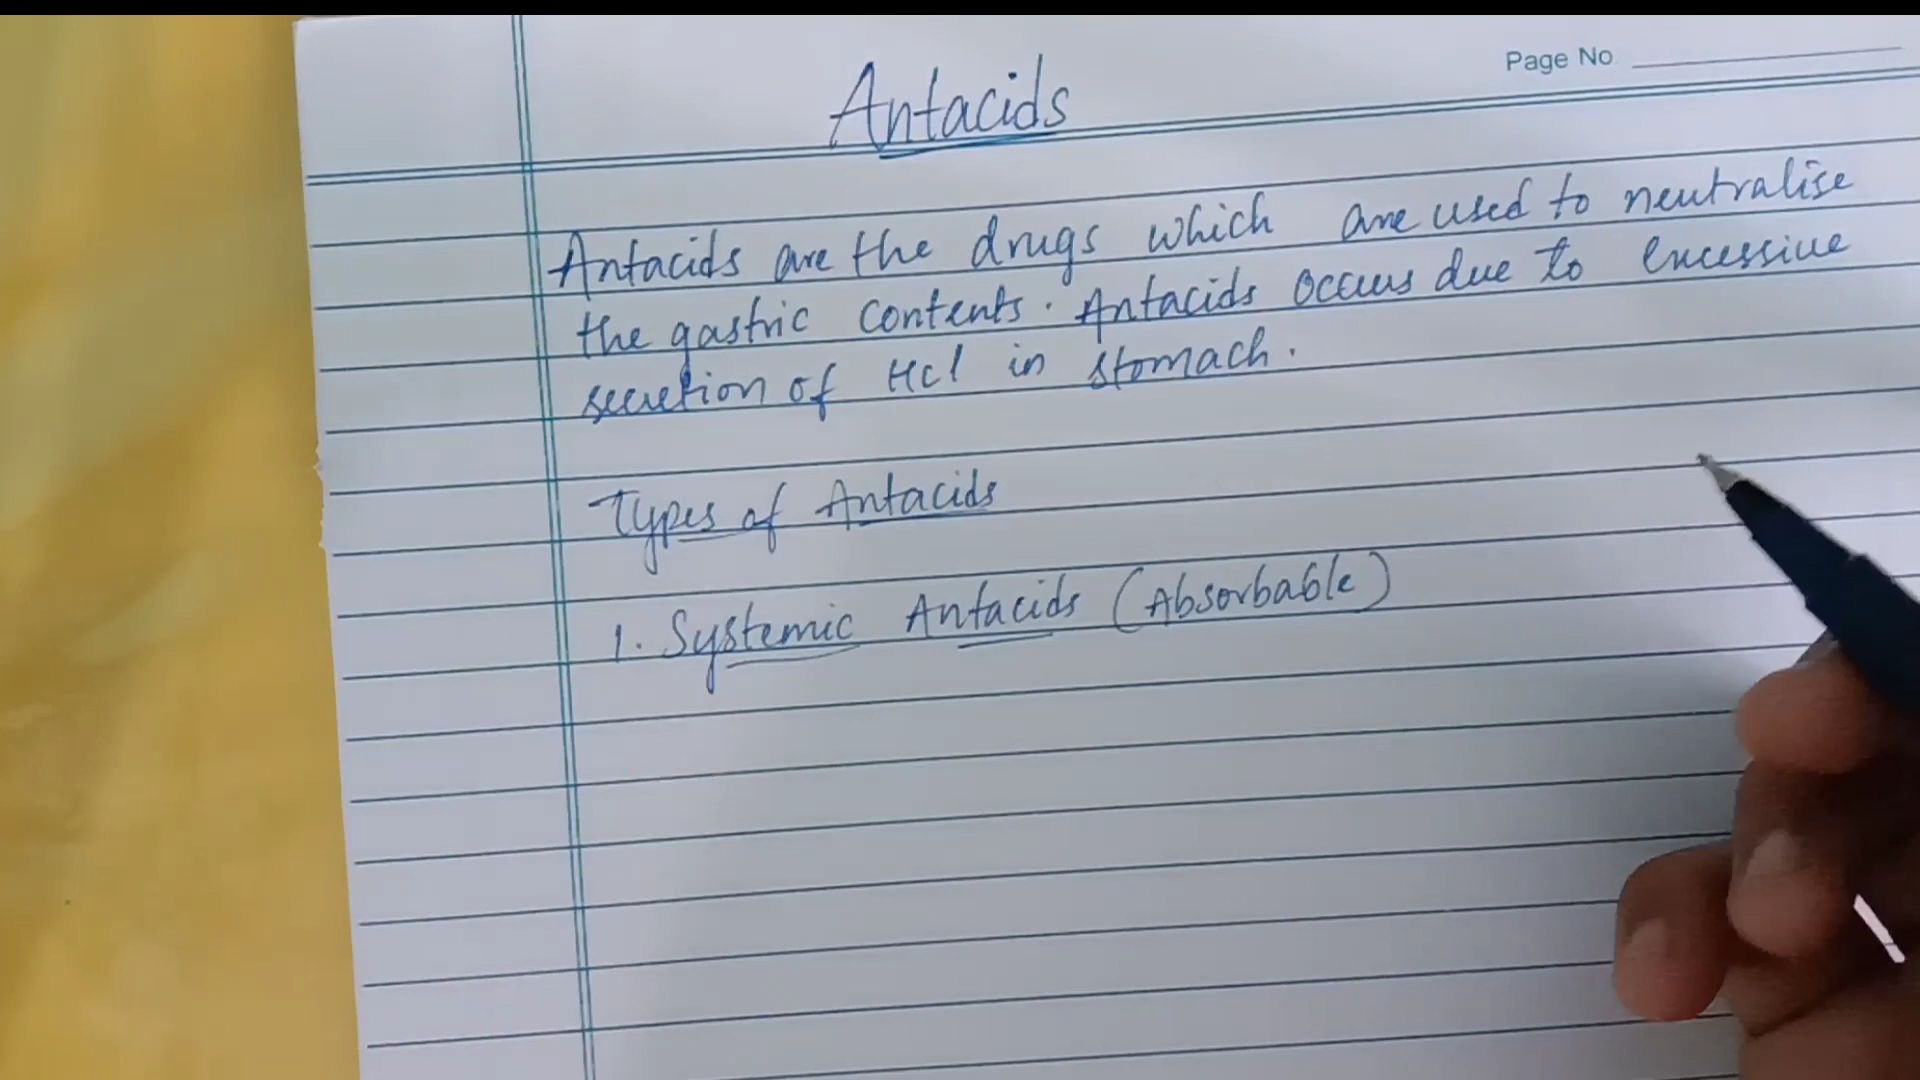 Page No
Antacids
Antacids are the drugs which are used to neutralise
the gastric contents. Antacids occurs due to excessive
secretion of Hcl in stomach.
Types of Antacids
1. Systemic Antacids (Absorbable)